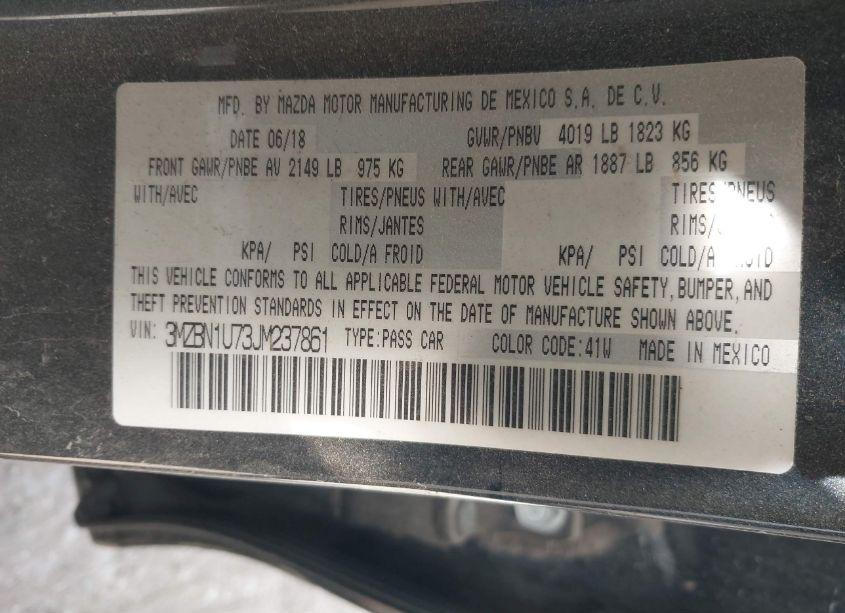 MFD. BY MAZDA MOTOR MANUFACTURING DE MEXICO S.A. DE C.V.
DATE 06/18 GVWR/PNBV 4019 LB 1823 KG
FRONT GAWR/PNBE AV 2149 LB 975 KG REAR GAWR/PNBE AR 1887 LB 856 KG
WITH/AVEC TIRES/PNEUS WITH/AVEC TIRES/PNEUS
RIMS/JANTES RIMS/
KPA/ PSI COLD/A FROID KPA/ PSI COLD/A
THIS VEHICLE CONFORMS TO ALL APPLICABLE FEDERAL MOTOR VEHICLE SAFETY, BUMPER, AND
THEFT PREVENTION STANDARDS IN EFFECT ON THE DATE OF MANUFACTURE SHOWN ABOVE.
VIN: 3MZBN1U73JM237861 TYPE:PASS CAR COLOR CODE:41W MADE IN MEXICO